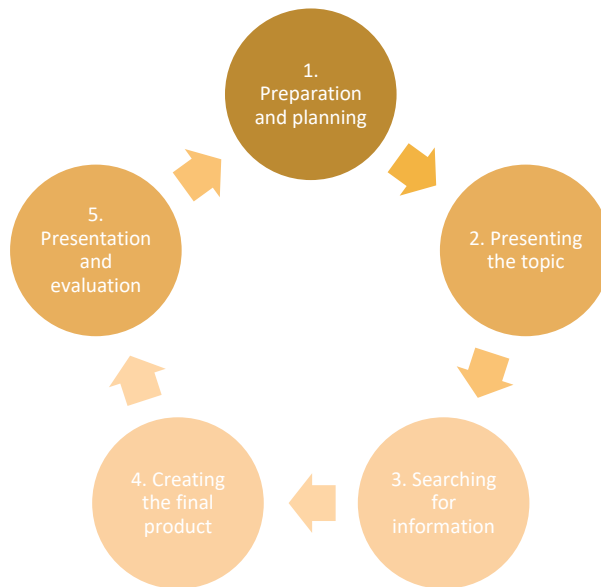 1.
Preparation
and planning
2. Presenting
the topic
3. Searching
for
information
4. Creating
the final
product
5.
Presentation
and
evaluation